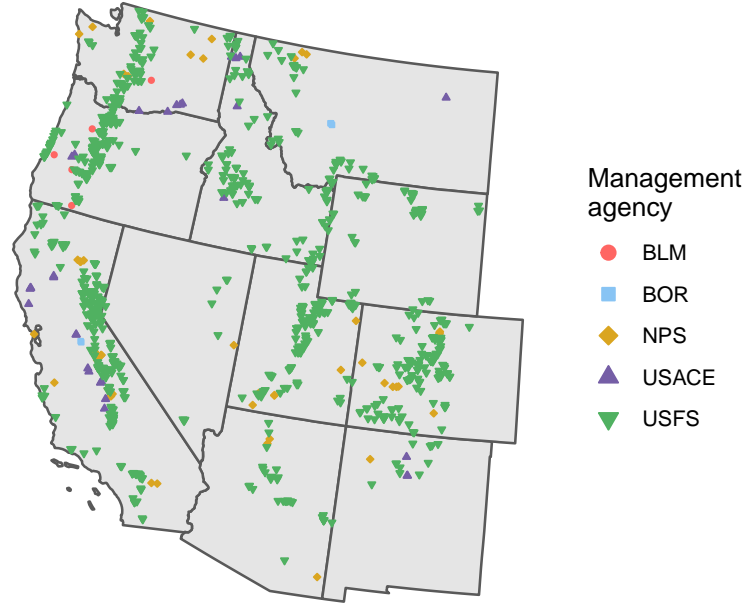 Management
agency
BLM
BOR
NPS
USACE
USFS